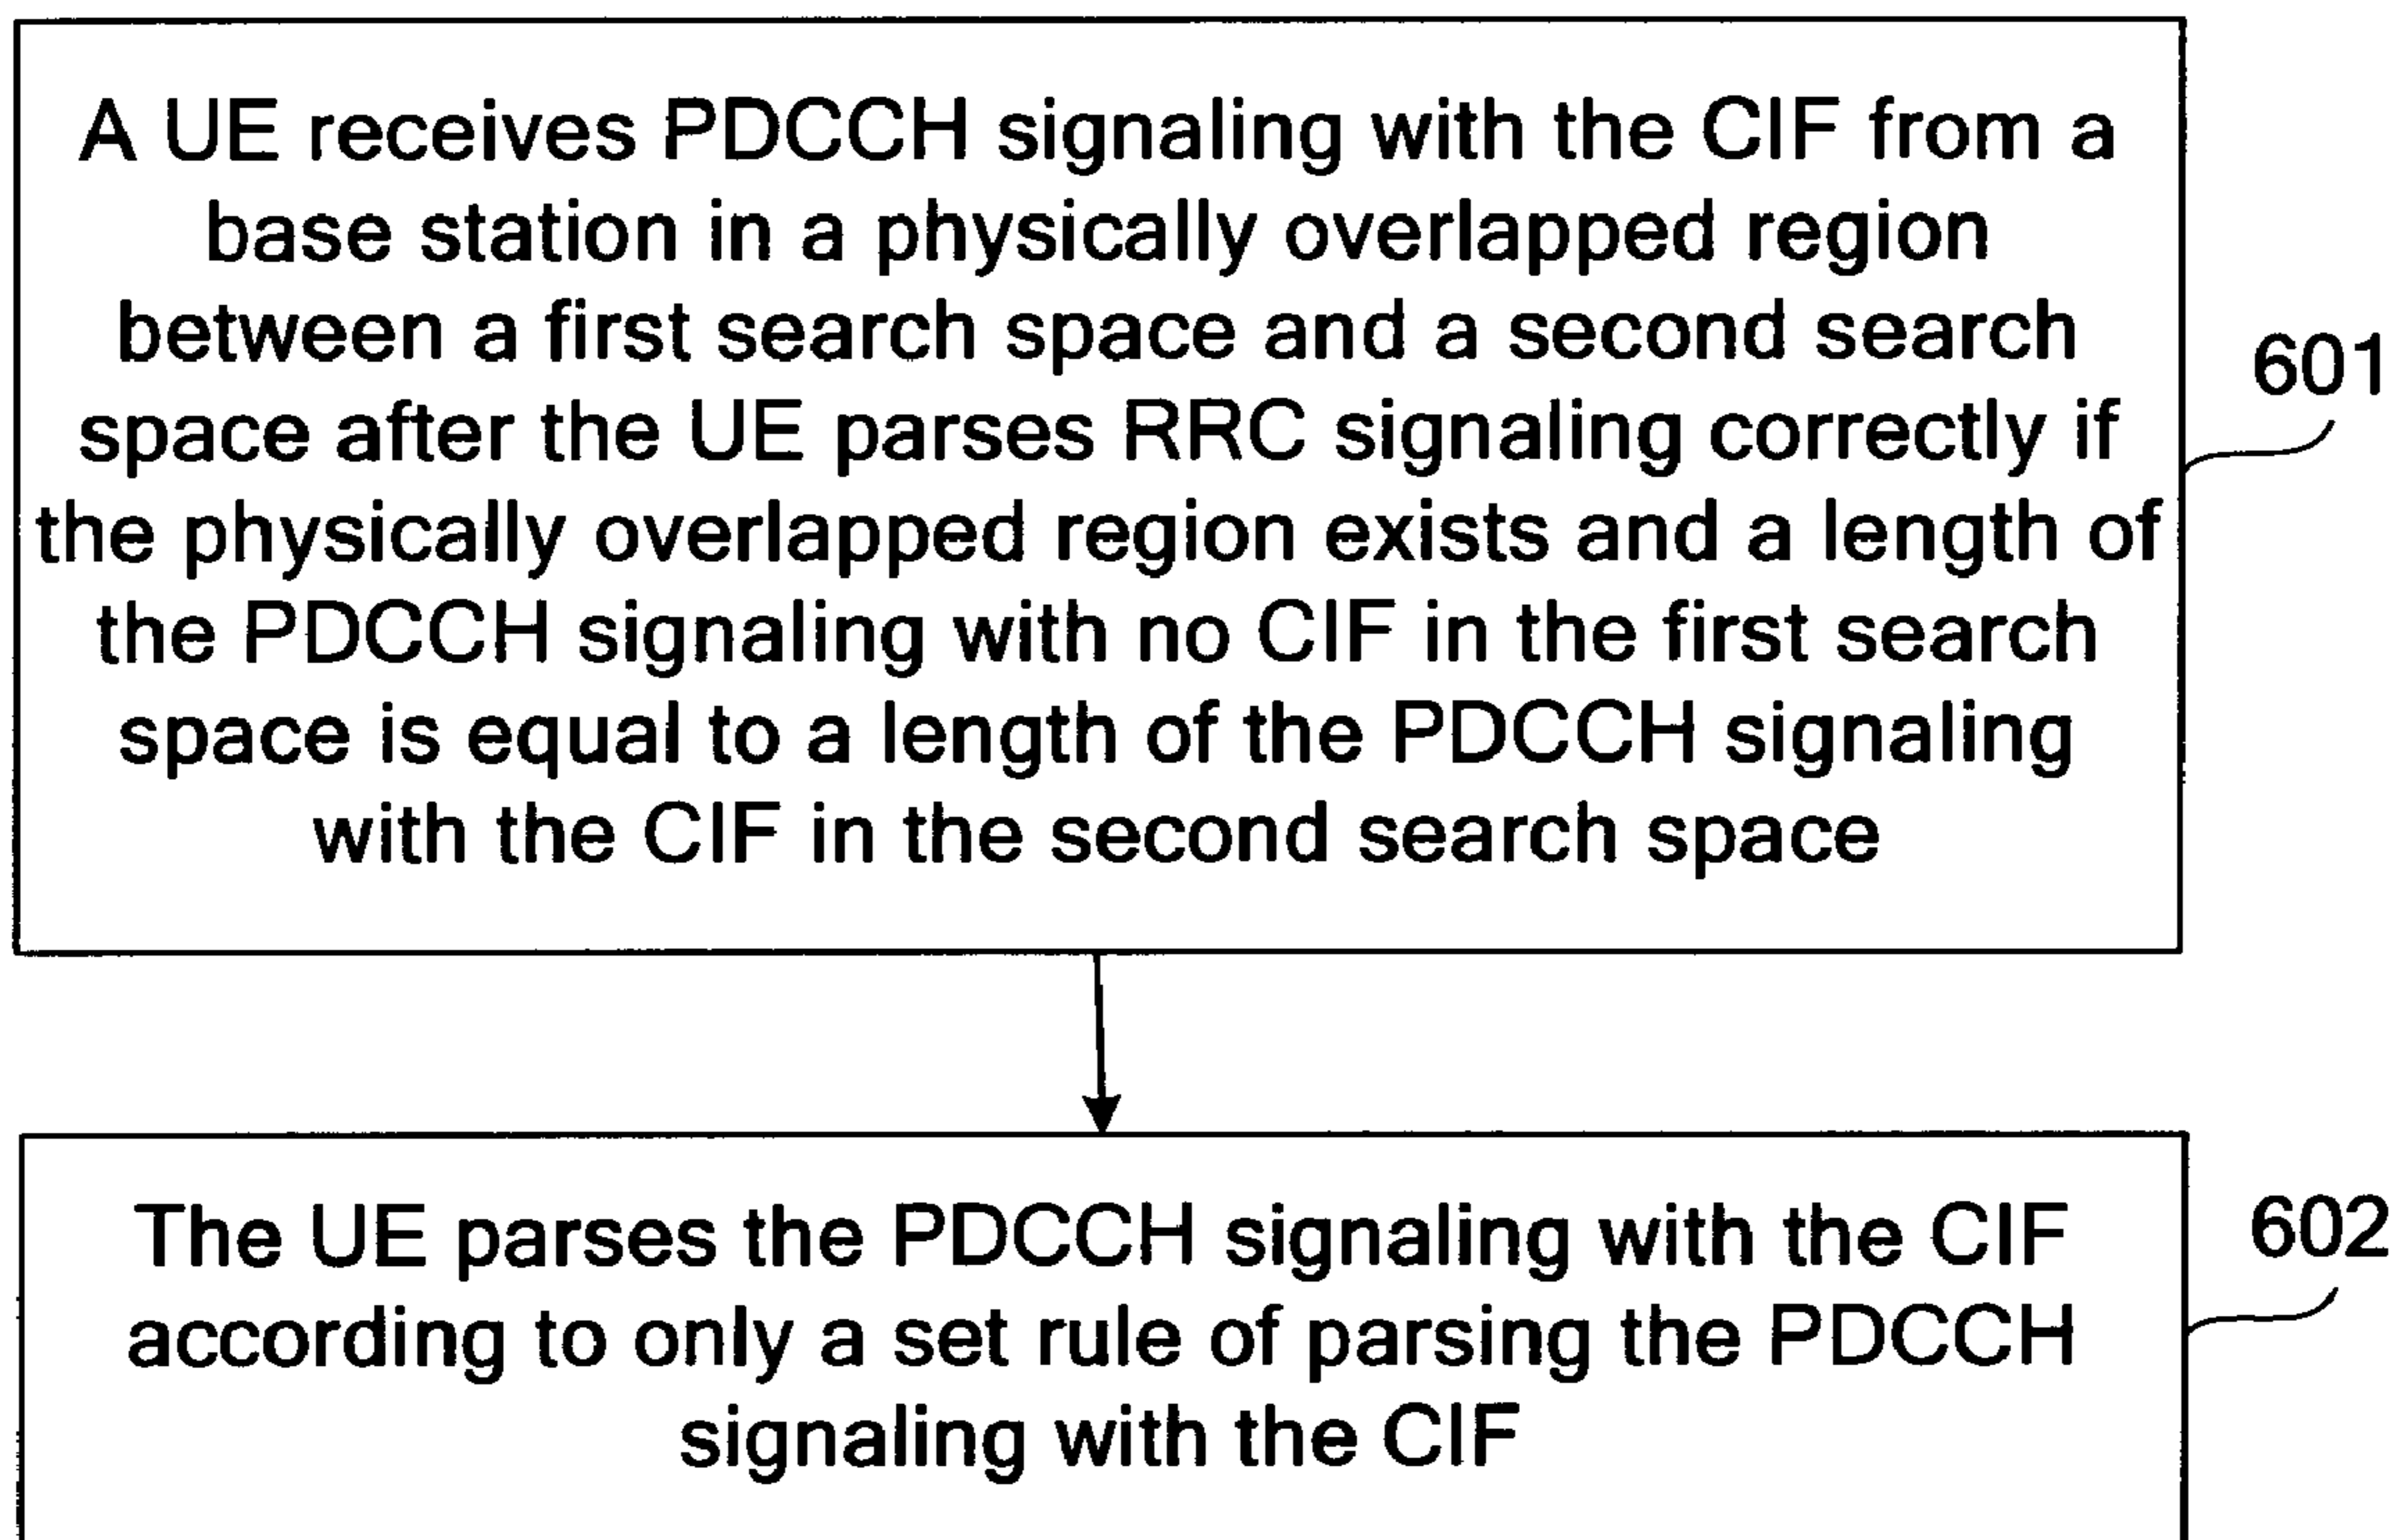 A UE receives PDCCH signaling with the CIF from a
base station in a physically overlapped region
between a first search space and a second search
space after the UE parses RRC signaling correctly if
the physically overlapped region exists and a length of
the PDCCH signaling with no CIF in the first search
space is equal to a length of the PDCCH signaling
with the CIF in the second search space
601
The UE parses the PDCCH signaling with the CIF
according to only a set rule of parsing the PDCCH
signaling with the CIF
602